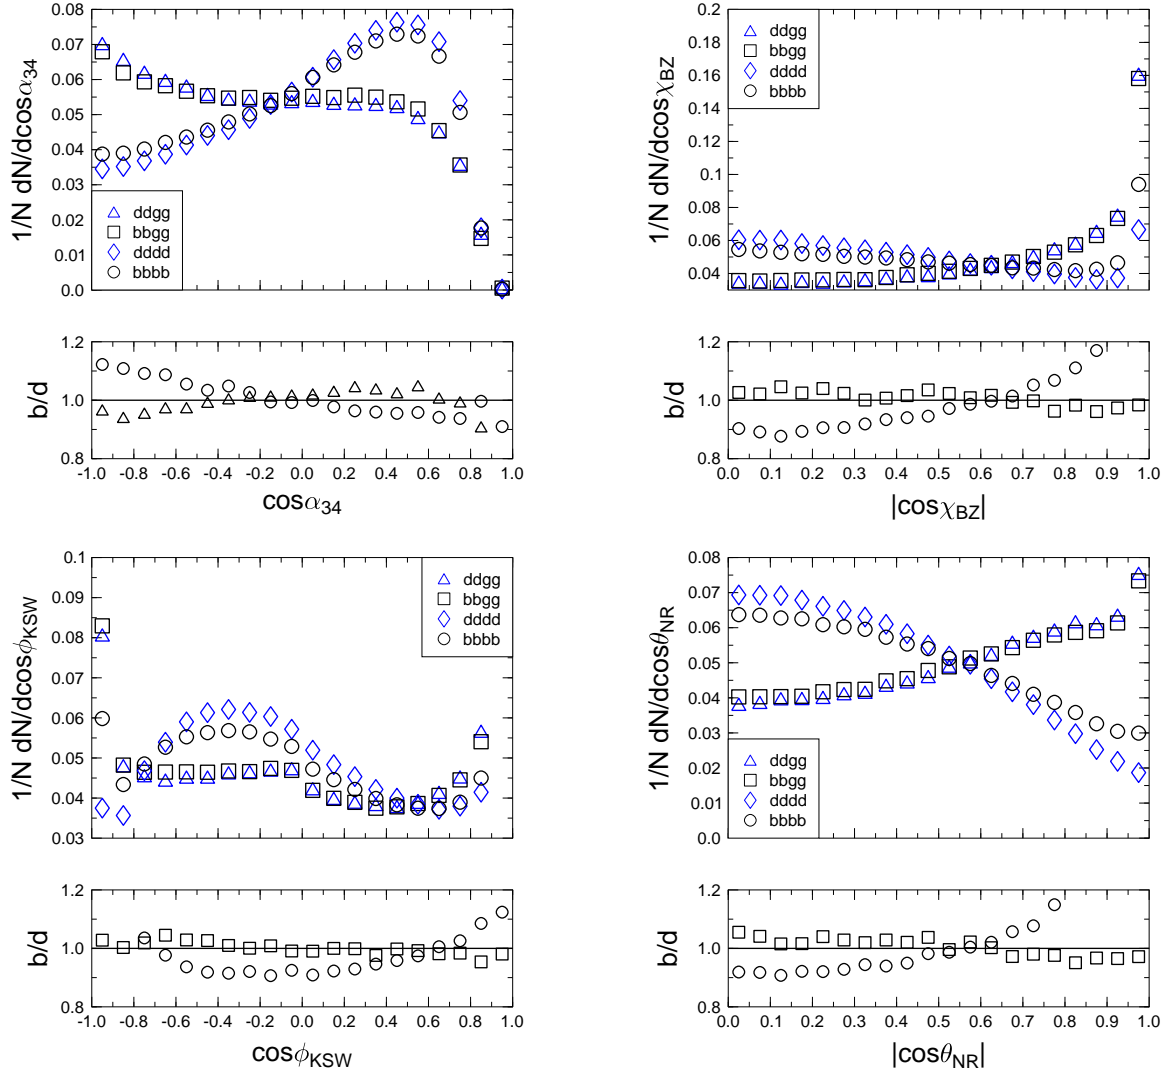 1/N dN/dcosα34
0.08
0.07
0.06
0.05
0.04
0.03
0.02
0.01
0.0
ddgg
bbgg
dddd
bbbb
b/d
1.2
1.0
0.8
-1.0 -0.8 -0.6 -0.4 -0.2 0.0 0.2 0.4 0.6 0.8 1.0
cosα34
1/N dN/dcosχBZ
0.2
0.18
0.16
0.14
0.12
0.1
0.08
0.06
0.04
ddgg
bbgg
dddd
bbbb
b/d
1.2
1.0
0.8
0.0 0.1 0.2 0.3 0.4 0.5 0.6 0.7 0.8 0.9 1.0
|cosχBZ|
1/N dN/dcosϕKSW
0.1
0.09
0.08
0.07
0.06
0.05
0.04
0.03
ddgg
bbgg
dddd
bbbb
b/d
1.2
1.0
0.8
-1.0 -0.8 -0.6 -0.4 -0.2 0.0 0.2 0.4 0.6 0.8 1.0
cosϕKSW
1/N dN/dcosθNR
0.08
0.07
0.06
0.05
0.04
0.03
0.02
0.01
0.0
ddgg
bbgg
dddd
bbbb
b/d
1.2
1.0
0.8
0.0 0.1 0.2 0.3 0.4 0.5 0.6 0.7 0.8 0.9 1.0
|cosθNR|